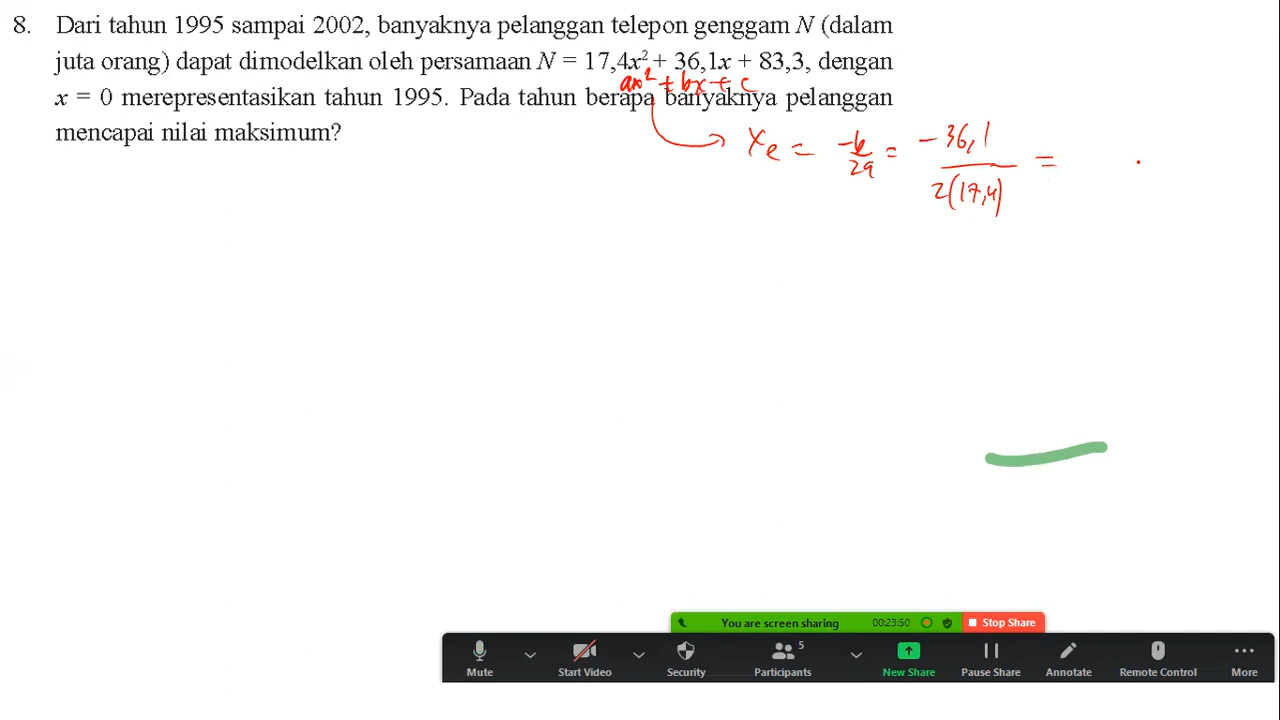 8. Dari tahun 1995 sampai 2002, banyaknya pelanggan telepon genggam N (dalam
juta orang) dapat dimodelkan oleh persamaan N = 17,4x² + 36,1x + 83,3, dengan
ax² + bx + c
x = 0 merepresentasikan tahun 1995. Pada tahun berapa banyaknya pelanggan
mencapai nilai maksimum?
xe = -b/2a = -36,1/2(17,4) =
You are screen sharing 00:23:50 Stop Share
5
Mute Start Video Security Participants New Share Pause Share Annotate Remote Control More